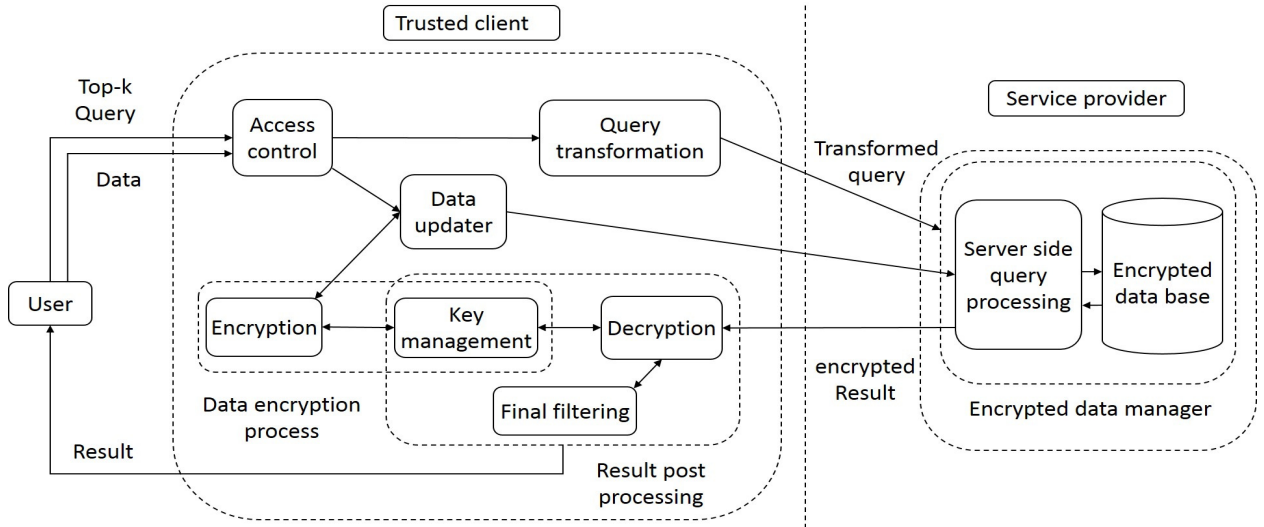 Trusted client
Top-k
Query
Data
Access
control
Query
transformation
Data
updater
Transformed
query
Service provider
Server side
query
processing
Encrypted
data base
User
Encryption
Key
management
Decryption
Final filtering
Data encryption
process
encrypted
Result
Encrypted data manager
Result
Result post
processing